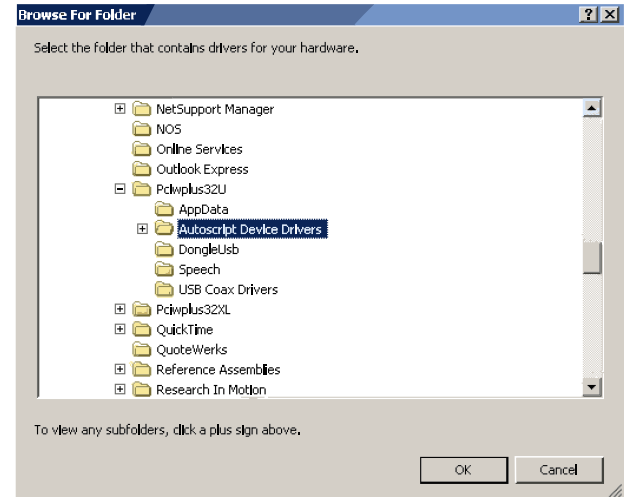 Browse For Folder
Select the folder that contains drivers for your hardware.
NetSupport Manager
NOS
Online Services
Outlook Express
Pciwplus32U
AppData
Autoscript Device Drivers
DongleUsb
Speech
USB Coax Drivers
Pciwplus32XL
QuickTime
QuoteWerks
Reference Assemblies
Research In Motion
To view any subfolders, click a plus sign above.
OK Cancel